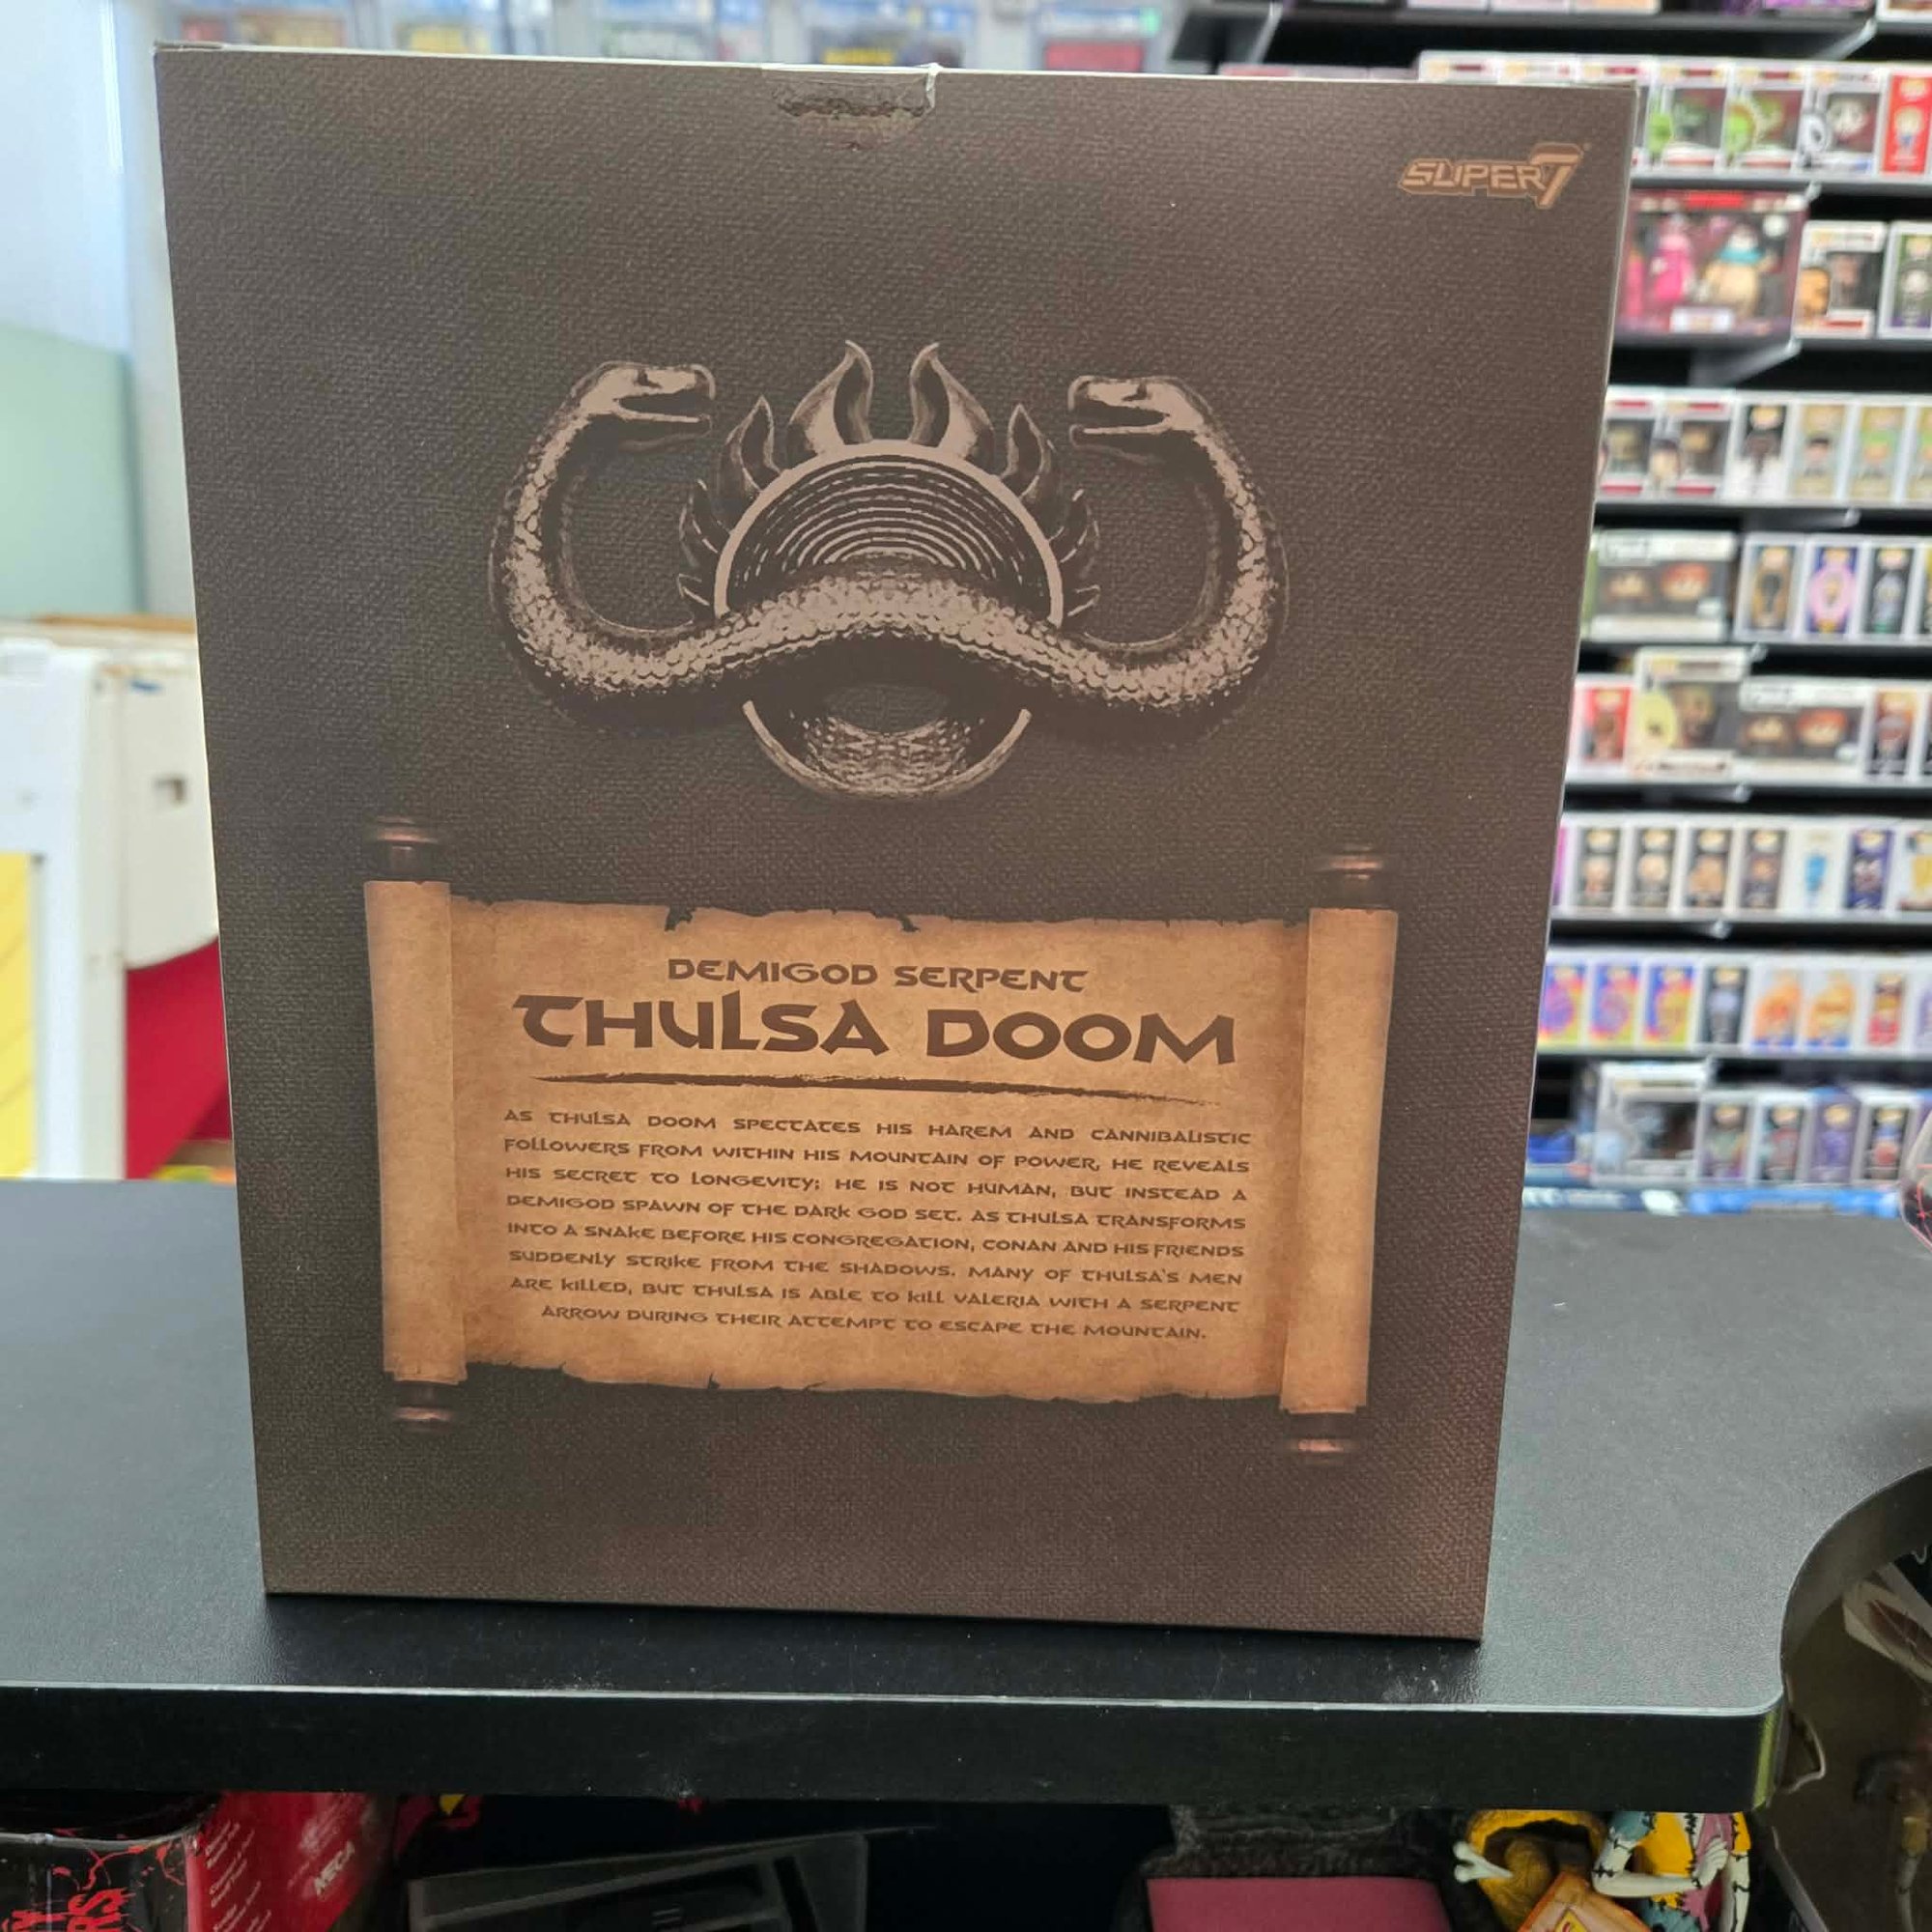 SUPER7
DEMIGOD SERPENT
THULSA DOOM
AS THULSA DOOM SPECTATES HIS HAREM AND CANNIBALISTIC
FOLLOWERS FROM WITHIN HIS MOUNTAIN OF POWER, HE REVEALS
HIS SECRET TO LONGEVITY: HE IS NOT HUMAN, BUT INSTEAD A
DEMIGOD SPAWN OF THE DARK GOD SET. AS THULSA TRANSFORMS
INTO A SNAKE BEFORE HIS CONGREGATION, CONAN AND HIS FRIENDS
SUDDENLY STRIKE FROM THE SHADOWS. MANY OF THULSA'S MEN
ARE KILLED, BUT THULSA IS ABLE TO KILL VALERIA WITH A SERPENT
ARROW DURING THEIR ATTEMPT TO ESCAPE THE MOUNTAIN.
NECA